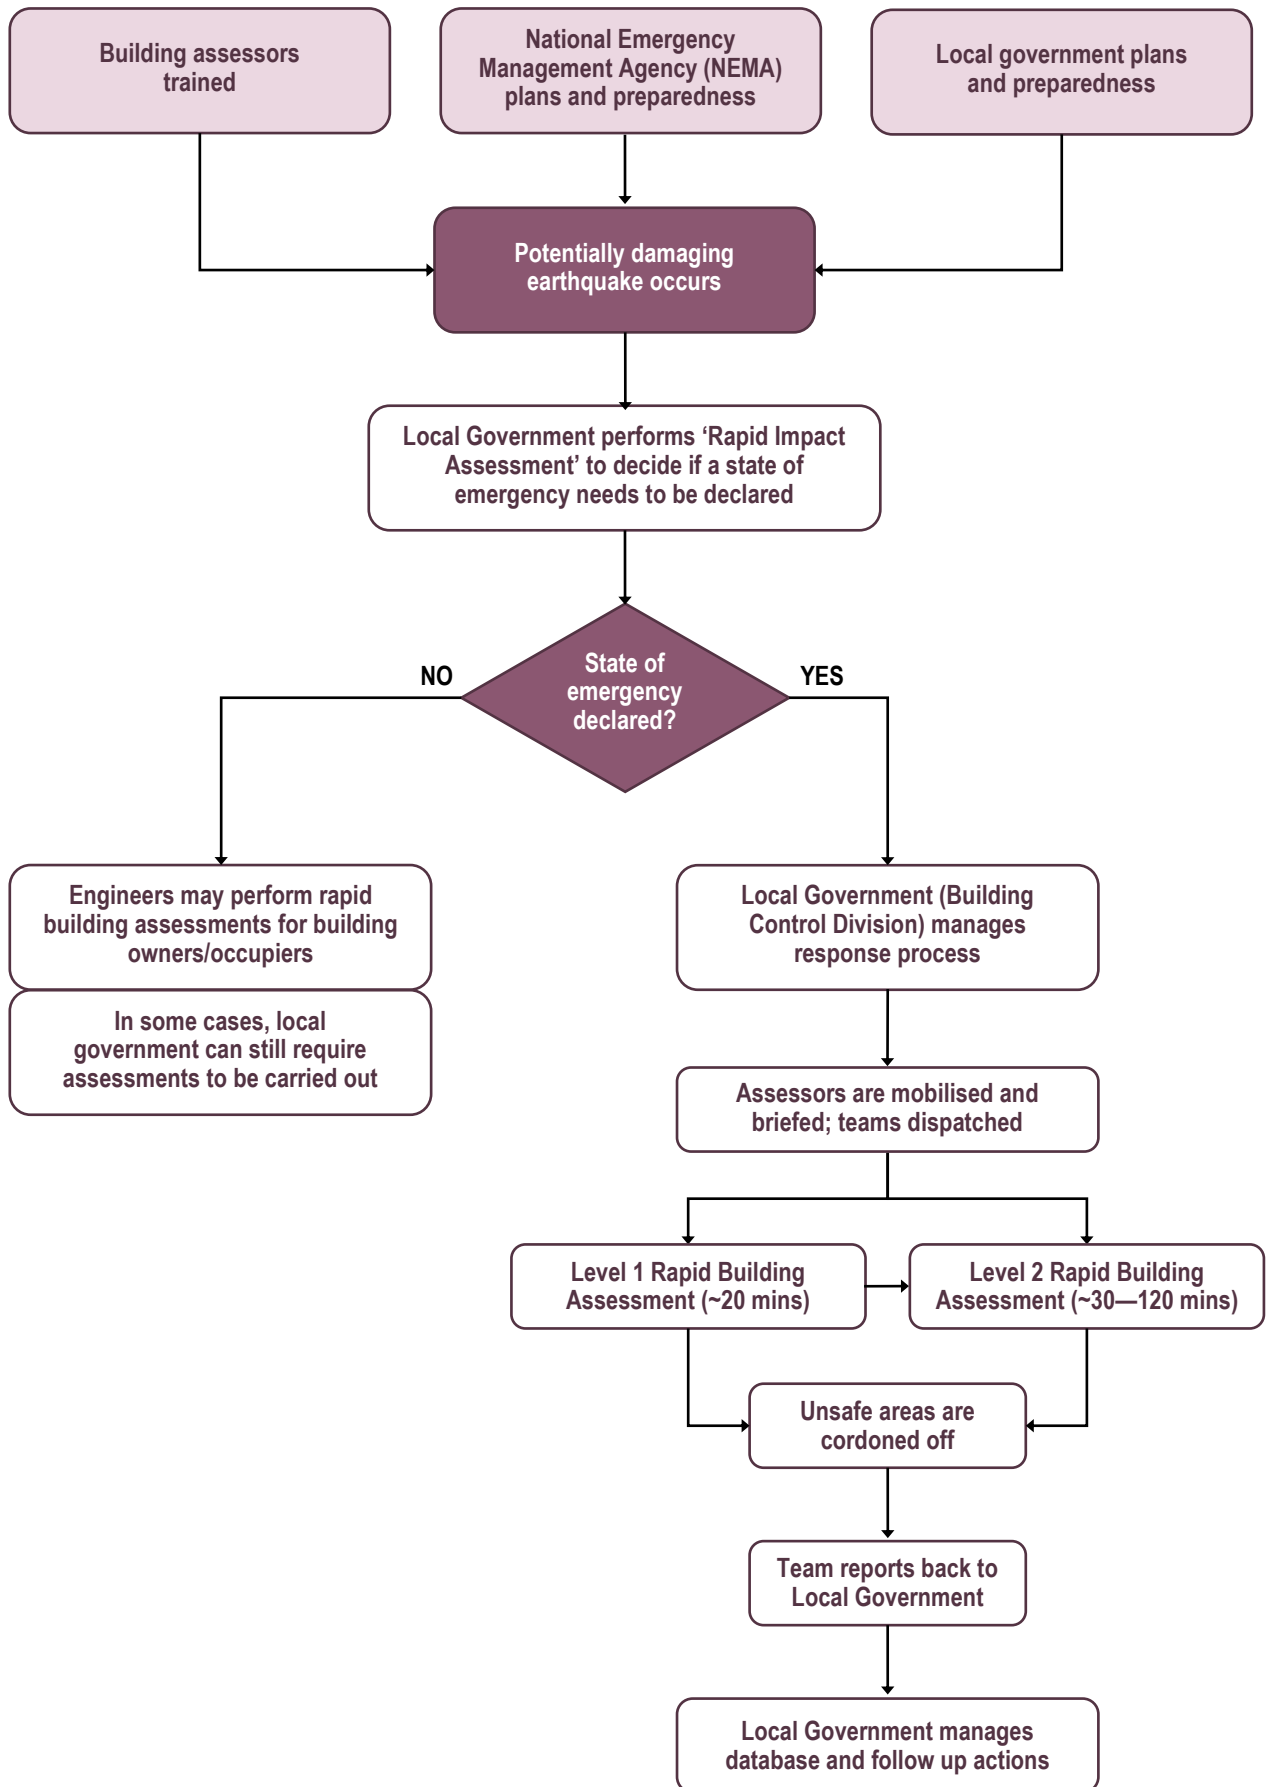 Building assessors
trained
National Emergency
Management Agency (NEMA)
plans and preparedness
Local government plans
and preparedness
Potentially damaging
earthquake occurs
Local Government performs ‘Rapid Impact
Assessment’ to decide if a state of
emergency needs to be declared
State of
emergency
declared?
NO
YES
Engineers may perform rapid
building assessments for building
owners/occupiers
In some cases, local
government can still require
assessments to be carried out
Local Government (Building
Control Division) manages
response process
Assessors are mobilised and
briefed; teams dispatched
Level 1 Rapid Building
Assessment (~20 mins)
Level 2 Rapid Building
Assessment (~30—120 mins)
Unsafe areas are
cordoned off
Team reports back to
Local Government
Local Government manages
database and follow up actions